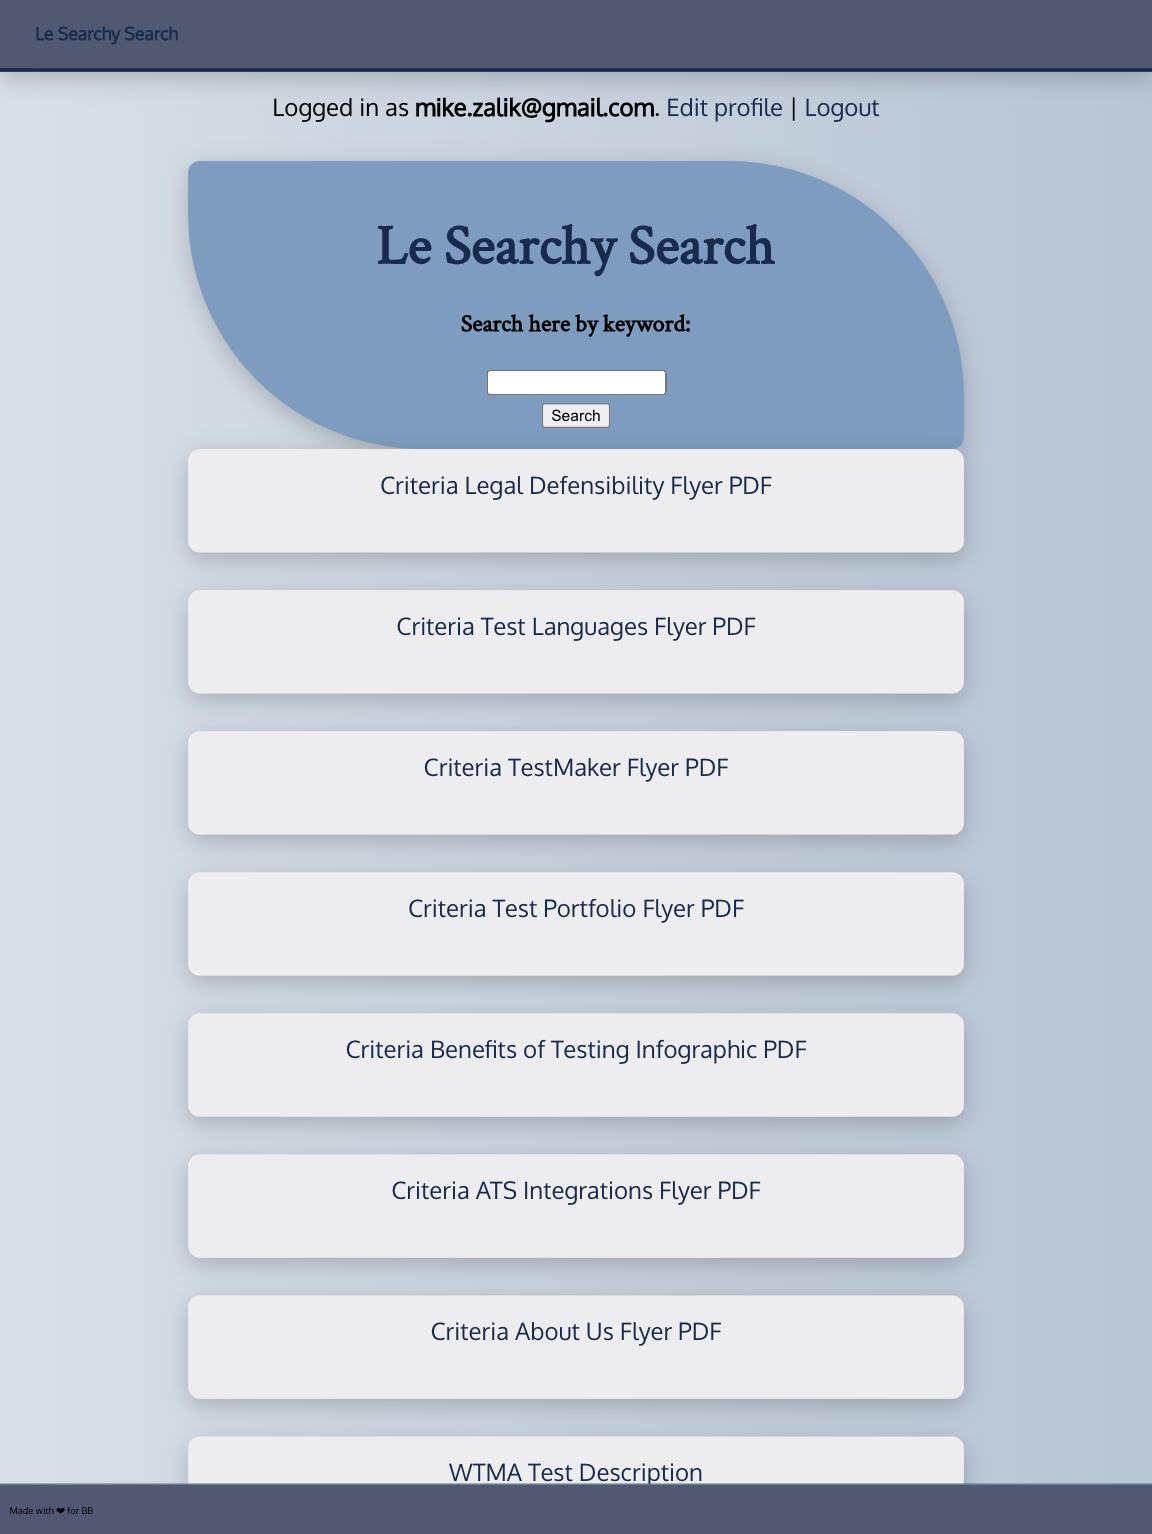 Le Searchy Search
Logged in as mike.zalik@gmail.com. Edit profile | Logout
Le Searchy Search
Search here by keyword:
Search
Criteria Legal Defensibility Flyer PDF
Criteria Test Languages Flyer PDF
Criteria TestMaker Flyer PDF
Criteria Test Portfolio Flyer PDF
Criteria Benefits of Testing Infographic PDF
Criteria ATS Integrations Flyer PDF
Criteria About Us Flyer PDF
WTMA Test Description
Made with ❤ for BB